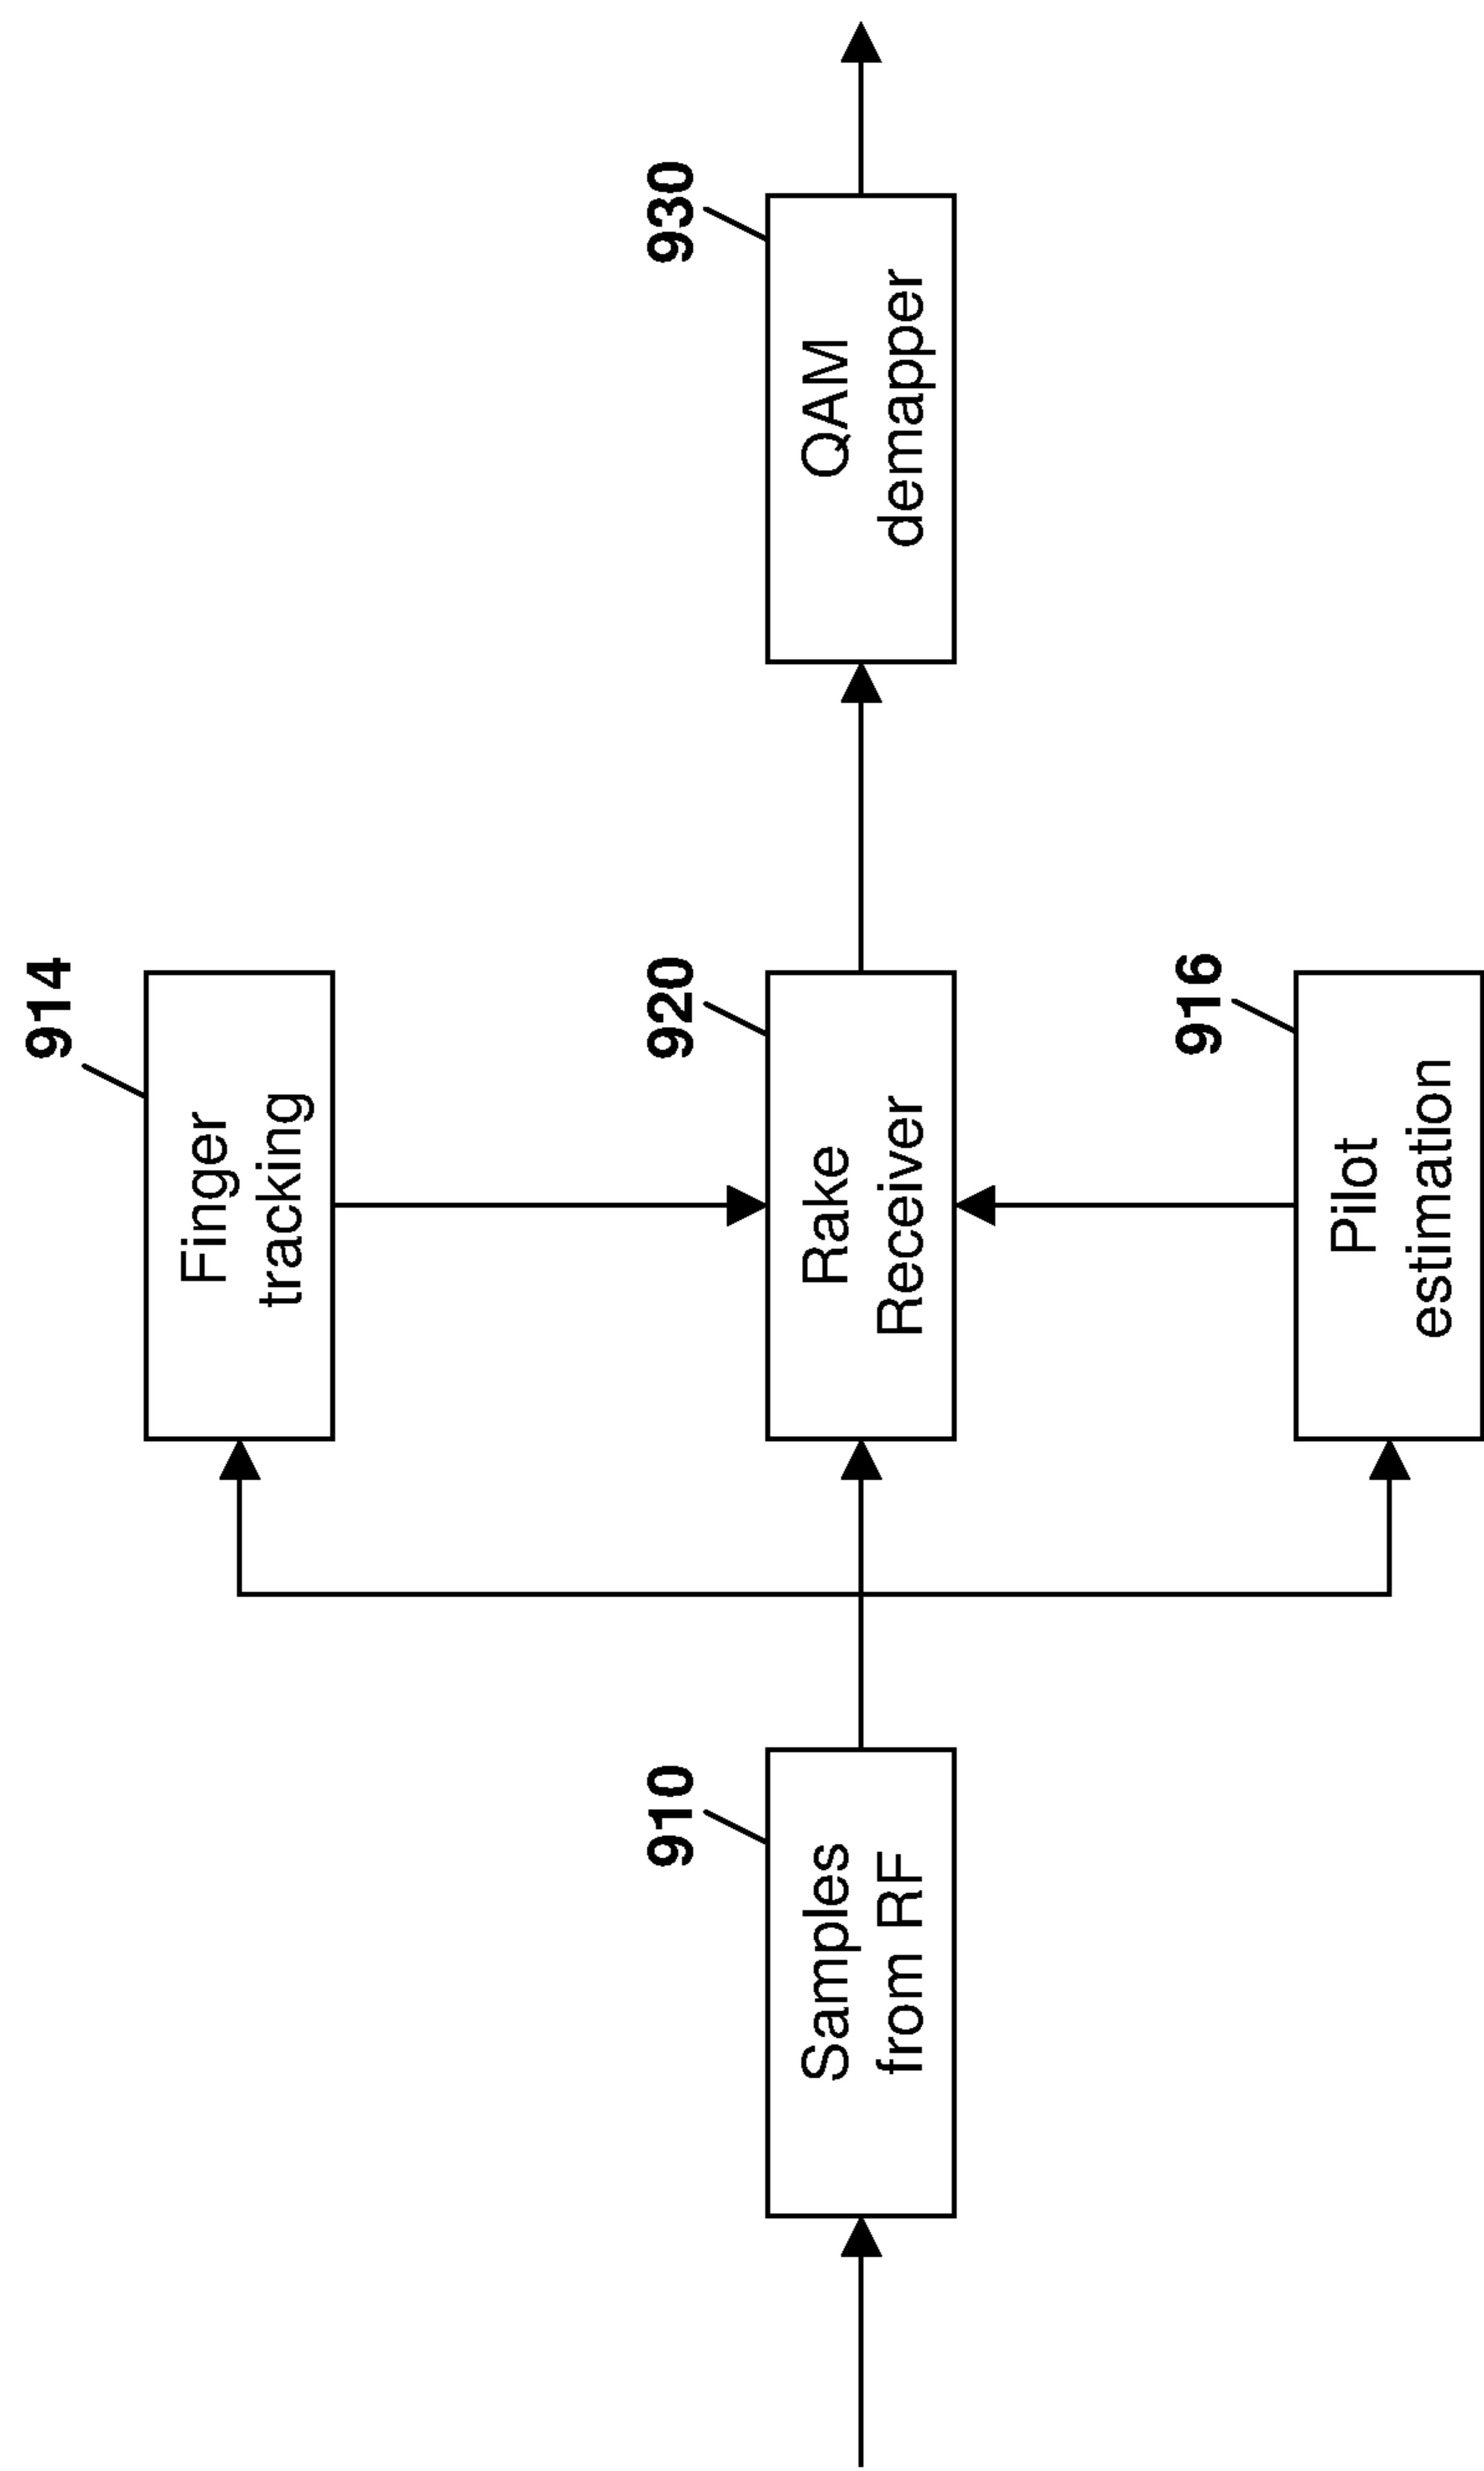 914
Finger
tracking
910
Samples
from RF
920
Rake
Receiver
930
QAM
demapper
916
Pilot
estimation